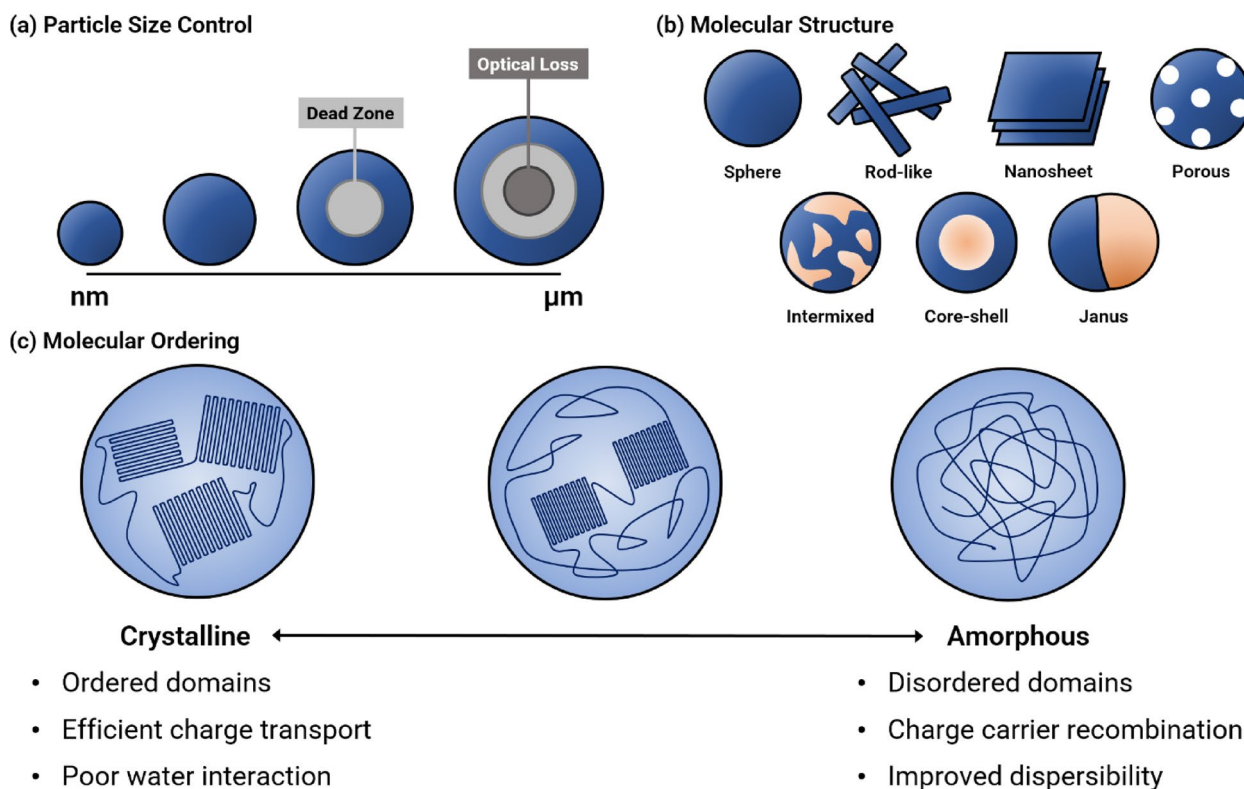 (a) Particle Size Control
Optical Loss
Dead Zone
nm
µm
(b) Molecular Structure
Sphere
Rod-like
Nanosheet
Porous
Intermixed
Core-shell
Janus
(c) Molecular Ordering
Crystalline
Amorphous
• Ordered domains
• Efficient charge transport
• Poor water interaction
• Disordered domains
• Charge carrier recombination
• Improved dispersibility